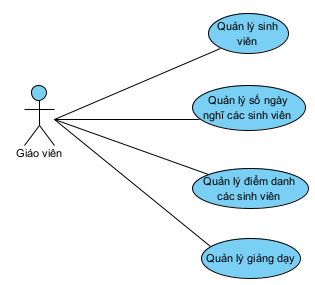 Quản lý sinh
viên
Quản lý số ngày
nghĩ các sinh viên
Giáo viên
Quản lý điểm danh
các sinh viên
Quản lý giảng dạy